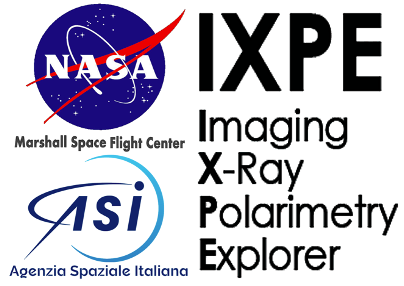 NASA
Marshall Space Flight Center
asi
Agenzia Spaziale Italiana
IXPE
Imaging
X-Ray
Polarimetry
Explorer